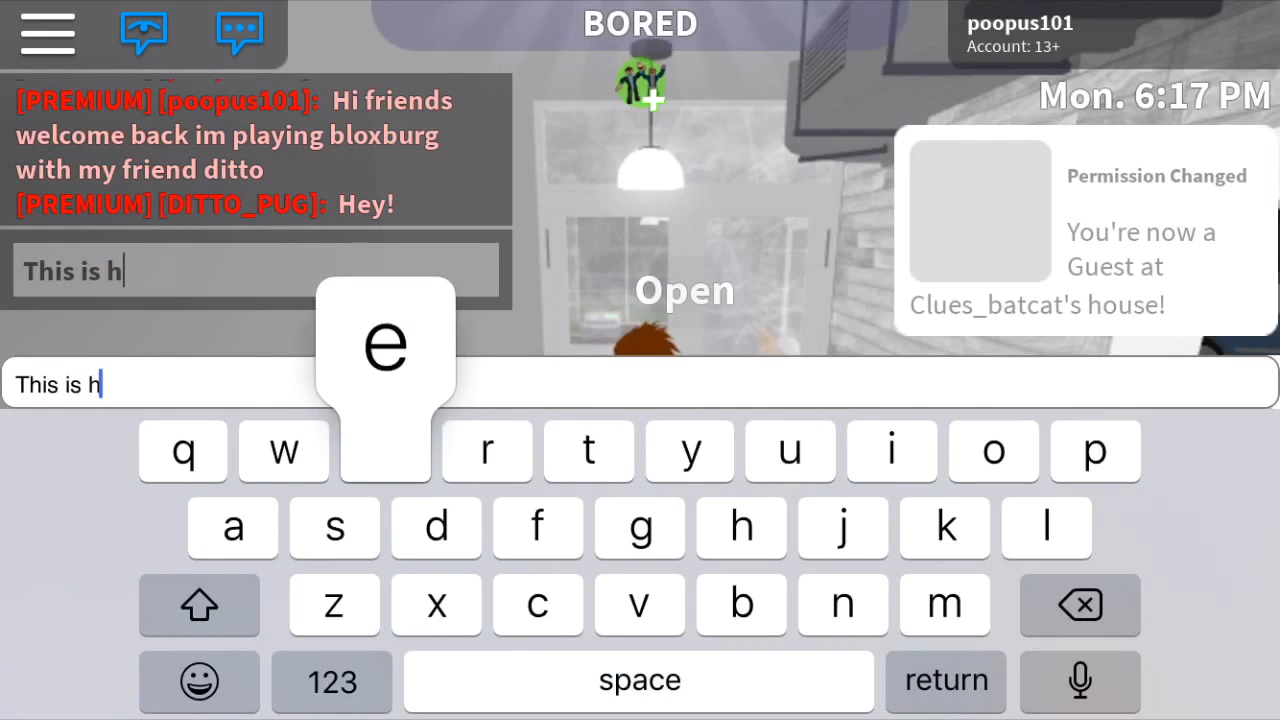 BORED
poopus101
Account: 13+
[PREMIUM] [poopus101]: Hi friends
welcome back im playing bloxburg
with my friend ditto
[PREMIUM] [DITTO_PUG]: Hey!
Mon. 6:17 PM
Permission Changed
You're now a
Guest at
Clues_batcat's house!
This is h
Open
This is h
e
q w r t y u i o p
a s d f g h j k l
z x c v b n m
123 space return